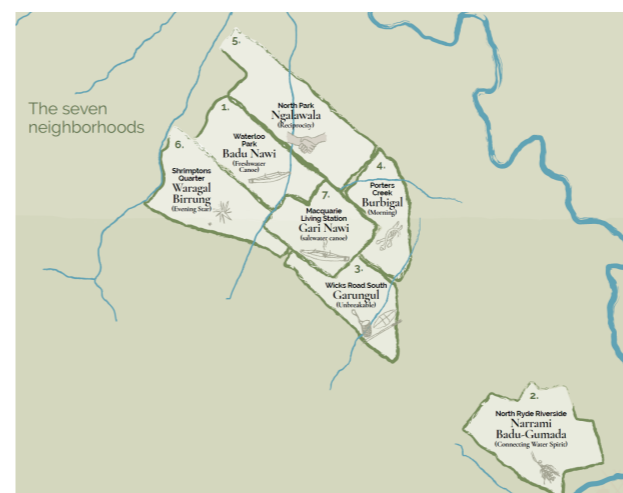 The seven
neighborhoods
5.
North Park
Ngalawala
(Reciprocity)
1.
Waterloo
Park
Badu Nawi
(Freshwater
Canoe)
6.
Shrimptons
Quarter
Waragal
Birrung
(Evening Star)
4.
Porters
Creek
Burbigal
(Morning)
7.
Macquarie
Living Station
Gari Nawi
(saltwater canoe)
3.
Wicks Road South
Garungul
(Unbreakable)
2.
North Ryde Riverside
Narrami
Badu-Gumada
(Connecting Water Spirit)